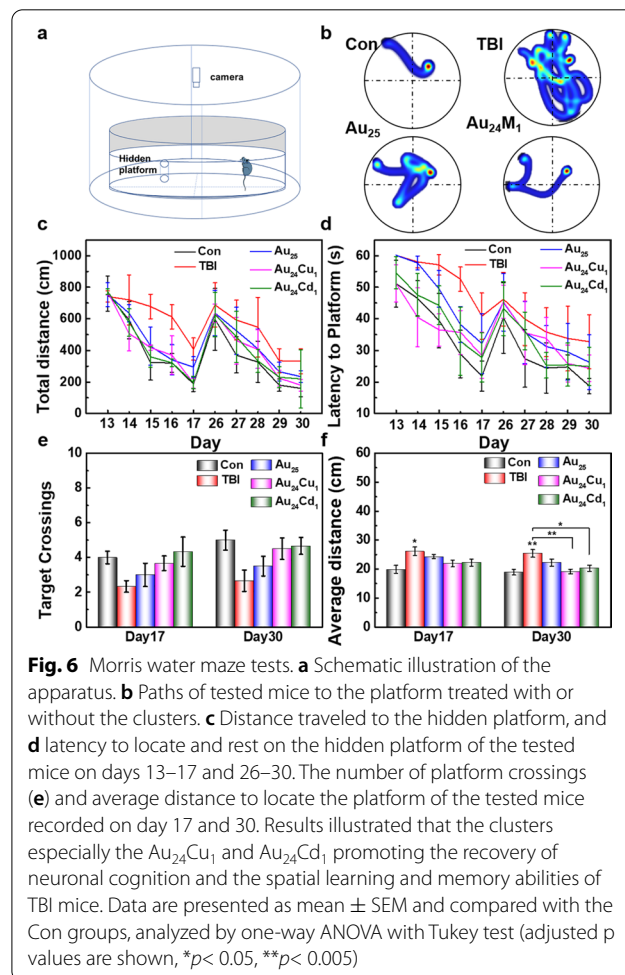 a
camera
Hidden
platform
b
Con
TBI
Au25
Au24M1
c
Total distance (cm)
1000
800
600
400
200
0
Con
TBI
Au25
Au24Cu1
Au24Cd1
13 14 15 16 17 26 27 28 29 30
Day
d
Latency to Platform (s)
70
60
50
40
30
20
10
0
Con
TBI
Au25
Au24Cu1
Au24Cd1
13 14 15 16 17 26 27 28 29 30
Day
e
Target Crossings
10
8
6
4
2
0
Con
TBI
Au25
Au24Cu1
Au24Cd1
Day17 Day30
f
Average distance (cm)
60
50
40
30
20
10
0
Con
TBI
Au25
Au24Cu1
Au24Cd1
*
**
**
*
Day17 Day30
Fig. 6 Morris water maze tests. a Schematic illustration of the
apparatus. b Paths of tested mice to the platform treated with or
without the clusters. c Distance traveled to the hidden platform, and
d latency to locate and rest on the hidden platform of the tested
mice on days 13–17 and 26–30. The number of platform crossings
(e) and average distance to locate the platform of the tested mice
recorded on day 17 and 30. Results illustrated that the clusters
especially the Au24Cu1 and Au24Cd1 promoting the recovery of
neuronal cognition and the spatial learning and memory abilities of
TBI mice. Data are presented as mean ± SEM and compared with the
Con groups, analyzed by one-way ANOVA with Tukey test (adjusted p
values are shown, *p< 0.05, **p< 0.005)